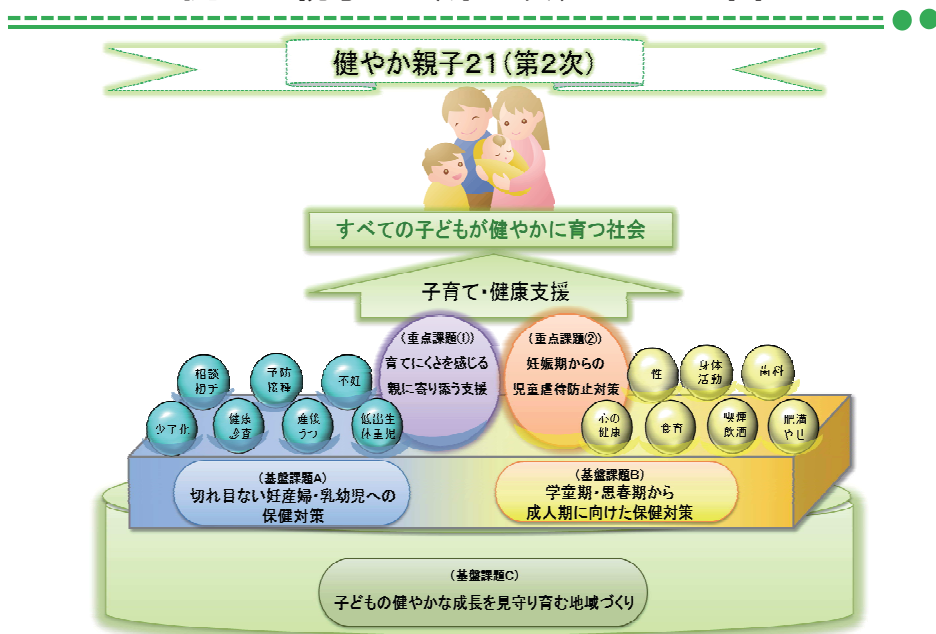 健やか親子21(第2次)
すべての子どもが健やかに育つ社会
子育て・健康支援
(重点課題①)
育てにくさを感じる
親に寄り添う支援
(重点課題②)
妊娠期からの
児童虐待防止対策
相談
相手
予防
接種
不妊
少子化
健康
診査
産後
うつ
低出生
体重児
性
身体
活動
歯科
心の
健康
食育
喫煙
飲酒
肥満
やせ
(基盤課題A)
切れ目ない妊産婦・乳幼児への
保健対策
(基盤課題B)
学童期・思春期から
成人期に向けた保健対策
(基盤課題C)
子どもの健やかな成長を見守り育む地域づくり